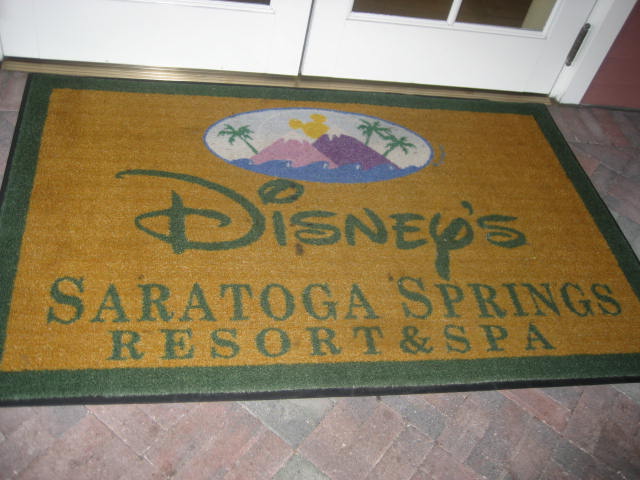 Disney's
SARATOGA SPRINGS
RESORT & SPA